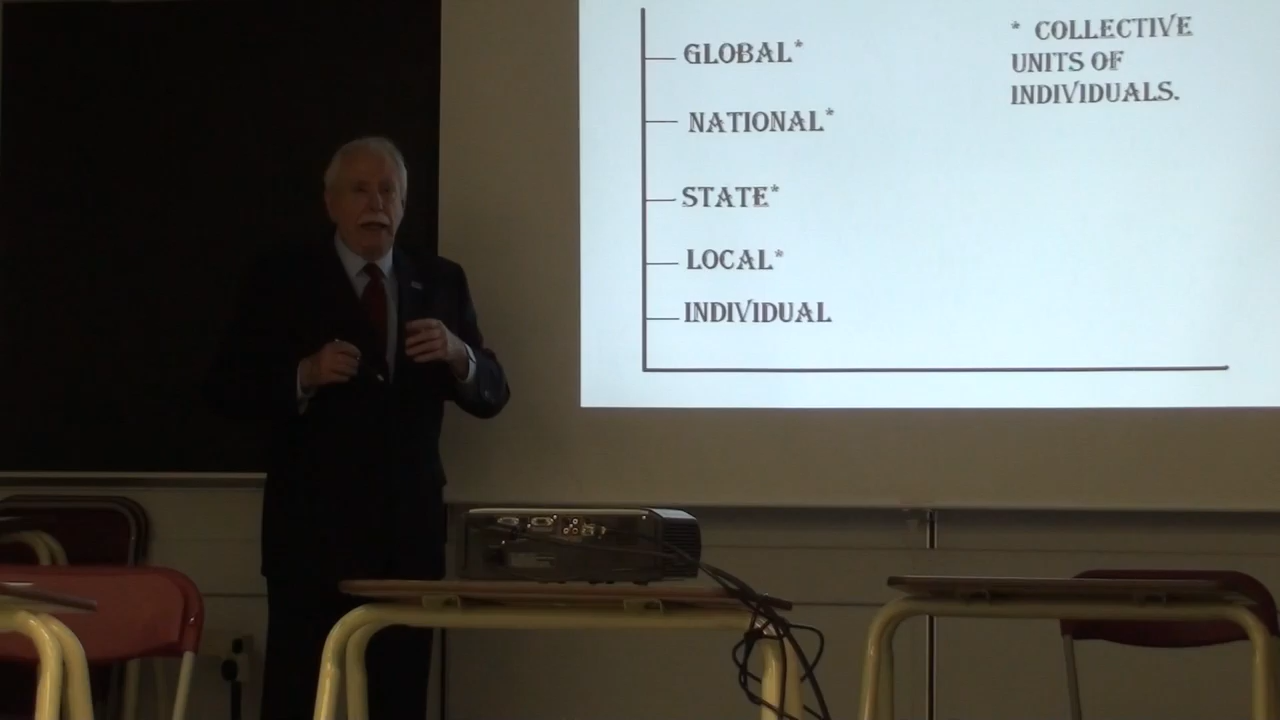 GLOBAL*
NATIONAL*
STATE*
LOCAL*
INDIVIDUAL
* COLLECTIVE
UNITS OF
INDIVIDUALS.